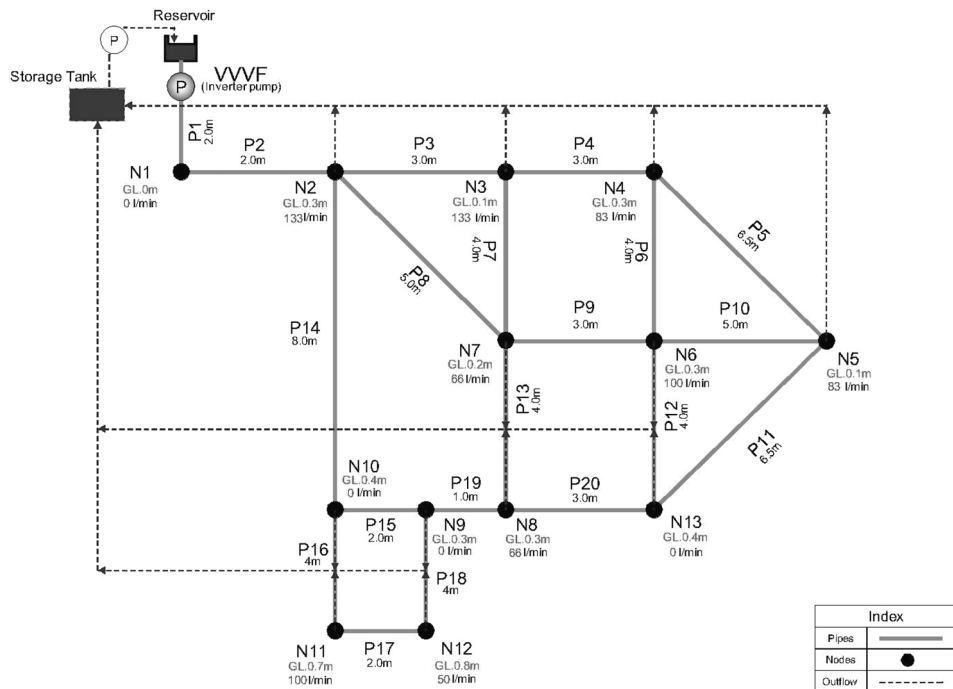 Reservoir
P
VVVF
(Inverter pump)
P
Storage Tank
P1
2.0m
P2
2.0m
P3
3.0m
P4
3.0m
N1
GL.0m
0 l/min
N2
GL.0.3m
133 l/min
N3
GL.0.1m
133 l/min
N4
GL.0.3m
83 l/min
P5
6.5m
P6
4.0m
P7
4.0m
P8
5.0m
P9
3.0m
P10
5.0m
P14
8.0m
N7
GL.0.2m
66 l/min
N6
GL.0.3m
100 l/min
N5
GL.0.1m
83 l/min
P13
4.0m
P12
4.0m
P11
6.5m
N10
GL.0.4m
0 l/min
P19
1.0m
P20
3.0m
P15
2.0m
N9
GL.0.3m
0 l/min
N8
GL.0.3m
66 l/min
N13
GL.0.4m
0 l/min
P16
4m
P18
4m
N11
GL.0.7m
100 l/min
P17
2.0m
N12
GL.0.8m
50 l/min
Index
Pipes
Nodes
Outflow